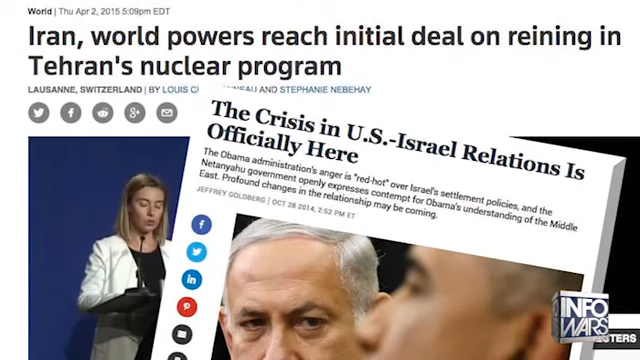 World | Thu Apr 2, 2015 5:09pm EDT
Iran, world powers reach initial deal on reining in
Tehran's nuclear program
LAUSANNE, SWITZERLAND | BY LOUIS AND STEPHANIE NEBEHAY
The Crisis in U.S.-Israel Relations Is
Officially Here
The Obama administration's anger is "red-hot" over Israel's settlement policies, and the
Netanyahu government openly expresses contempt for Obama's understanding of the Middle
East. Profound changes in the relationship may be coming.
JEFFREY GOLDBERG | OCT 28 2014, 2:52 PM ET
INFO
WARS